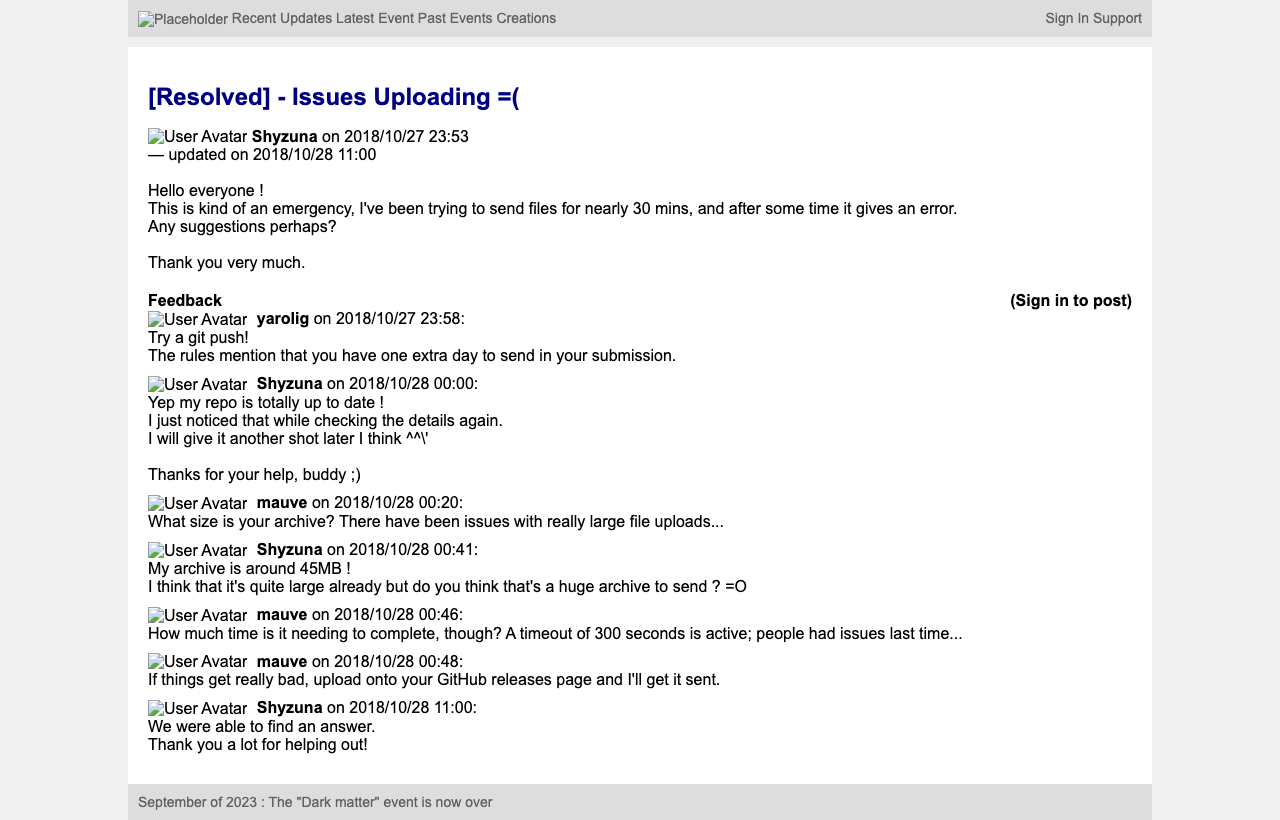 Placeholder Recent Updates Latest Event Past Events Creations Sign In Support
[Resolved] - Issues Uploading =(
User Avatar Shyzuna on 2018/10/27 23:53
— updated on 2018/10/28 11:00
Hello everyone !
This is kind of an emergency, I've been trying to send files for nearly 30 mins, and after some time it gives an error.
Any suggestions perhaps?
Thank you very much.
Feedback (Sign in to post)
User Avatar yarolig on 2018/10/27 23:58:
Try a git push!
The rules mention that you have one extra day to send in your submission.
User Avatar Shyzuna on 2018/10/28 00:00:
Yep my repo is totally up to date !
I just noticed that while checking the details again.
I will give it another shot later I think ^^\'
Thanks for your help, buddy ;)
User Avatar mauve on 2018/10/28 00:20:
What size is your archive? There have been issues with really large file uploads...
User Avatar Shyzuna on 2018/10/28 00:41:
My archive is around 45MB !
I think that it's quite large already but do you think that's a huge archive to send ? =O
User Avatar mauve on 2018/10/28 00:46:
How much time is it needing to complete, though? A timeout of 300 seconds is active; people had issues last time...
User Avatar mauve on 2018/10/28 00:48:
If things get really bad, upload onto your GitHub releases page and I'll get it sent.
User Avatar Shyzuna on 2018/10/28 11:00:
We were able to find an answer.
Thank you a lot for helping out!
September of 2023 : The "Dark matter" event is now over